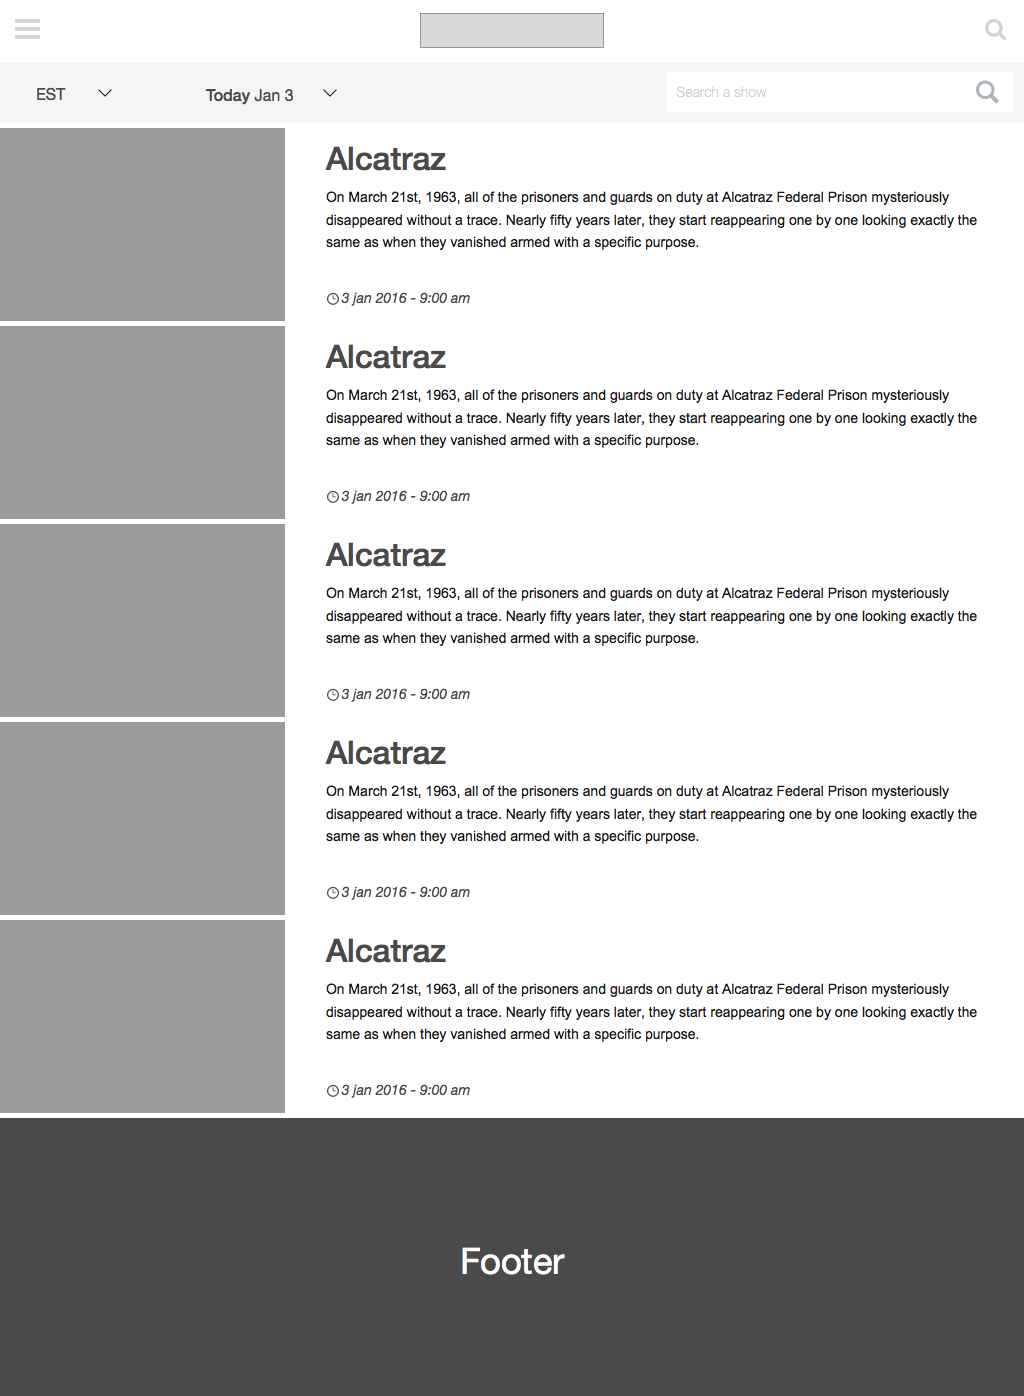 EST
Today Jan 3
Search a show
Alcatraz
On March 21st, 1963, all of the prisoners and guards on duty at Alcatraz Federal Prison mysteriously
disappeared without a trace. Nearly fifty years later, they start reappearing one by one looking exactly the
same as when they vanished armed with a specific purpose.
3 jan 2016 - 9:00 am
Alcatraz
On March 21st, 1963, all of the prisoners and guards on duty at Alcatraz Federal Prison mysteriously
disappeared without a trace. Nearly fifty years later, they start reappearing one by one looking exactly the
same as when they vanished armed with a specific purpose.
3 jan 2016 - 9:00 am
Alcatraz
On March 21st, 1963, all of the prisoners and guards on duty at Alcatraz Federal Prison mysteriously
disappeared without a trace. Nearly fifty years later, they start reappearing one by one looking exactly the
same as when they vanished armed with a specific purpose.
3 jan 2016 - 9:00 am
Alcatraz
On March 21st, 1963, all of the prisoners and guards on duty at Alcatraz Federal Prison mysteriously
disappeared without a trace. Nearly fifty years later, they start reappearing one by one looking exactly the
same as when they vanished armed with a specific purpose.
3 jan 2016 - 9:00 am
Alcatraz
On March 21st, 1963, all of the prisoners and guards on duty at Alcatraz Federal Prison mysteriously
disappeared without a trace. Nearly fifty years later, they start reappearing one by one looking exactly the
same as when they vanished armed with a specific purpose.
3 jan 2016 - 9:00 am
Footer